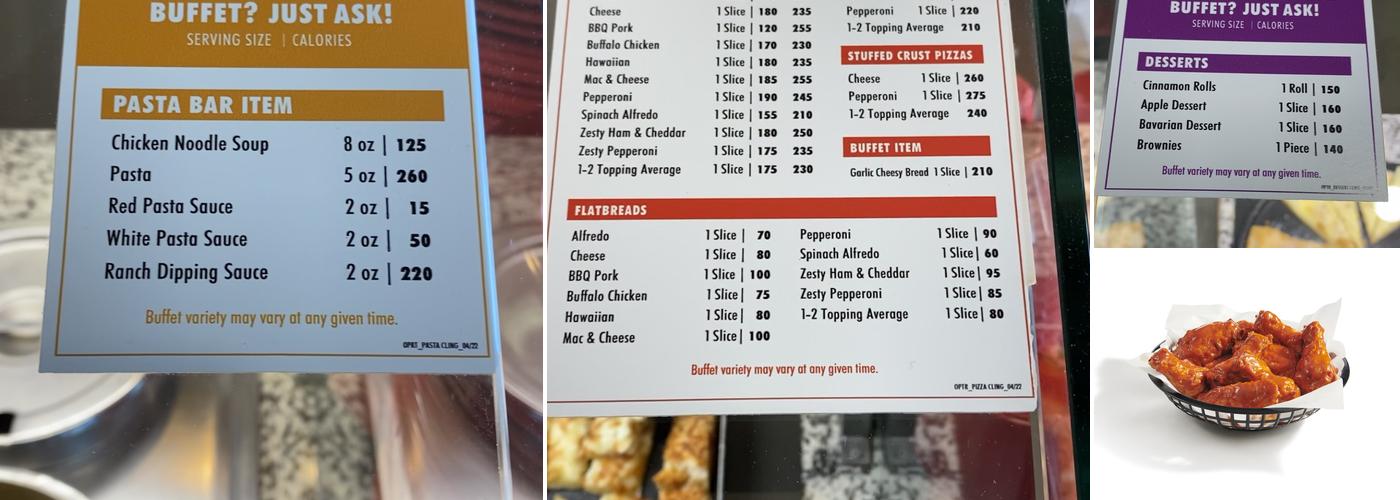 BUFFET? JUST ASK!
SERVING SIZE | CALORIES
PASTA BAR ITEM
Chicken Noodle Soup 8 oz | 125
Pasta 5 oz | 260
Red Pasta Sauce 2 oz | 15
White Pasta Sauce 2 oz | 50
Ranch Dipping Sauce 2 oz | 220
Buffet variety may vary at any given time.
OPRT_PASTA CLING_04/22
Cheese 1 Slice | 180 235
BBQ Pork 1 Slice | 120 255
Buffalo Chicken 1 Slice | 170 230
Hawaiian 1 Slice | 180 235
Mac & Cheese 1 Slice | 185 255
Pepperoni 1 Slice | 190 245
Spinach Alfredo 1 Slice | 155 210
Zesty Ham & Cheddar 1 Slice | 180 250
Zesty Pepperoni 1 Slice | 175 235
1-2 Topping Average 1 Slice | 175 230
Pepperoni 1 Slice | 220
1-2 Topping Average 210
STUFFED CRUST PIZZAS
Cheese 1 Slice | 260
Pepperoni 1 Slice | 275
1-2 Topping Average 240
BUFFET ITEM
Garlic Cheesy Bread 1 Slice | 210
FLATBREADS
Alfredo 1 Slice | 70
Cheese 1 Slice | 80
BBQ Pork 1 Slice | 100
Buffalo Chicken 1 Slice | 75
Hawaiian 1 Slice | 80
Mac & Cheese 1 Slice | 100
Pepperoni 1 Slice | 90
Spinach Alfredo 1 Slice | 60
Zesty Ham & Cheddar 1 Slice | 95
Zesty Pepperoni 1 Slice | 85
1-2 Topping Average 1 Slice | 80
Buffet variety may vary at any given time.
OPTR_PIZZA CLING_04/22
BUFFET? JUST ASK!
SERVING SIZE | CALORIES
DESSERTS
Cinnamon Rolls 1 Roll | 150
Apple Dessert 1 Slice | 160
Bavarian Dessert 1 Slice | 160
Brownies 1 Piece | 140
Buffet variety may vary at any given time.